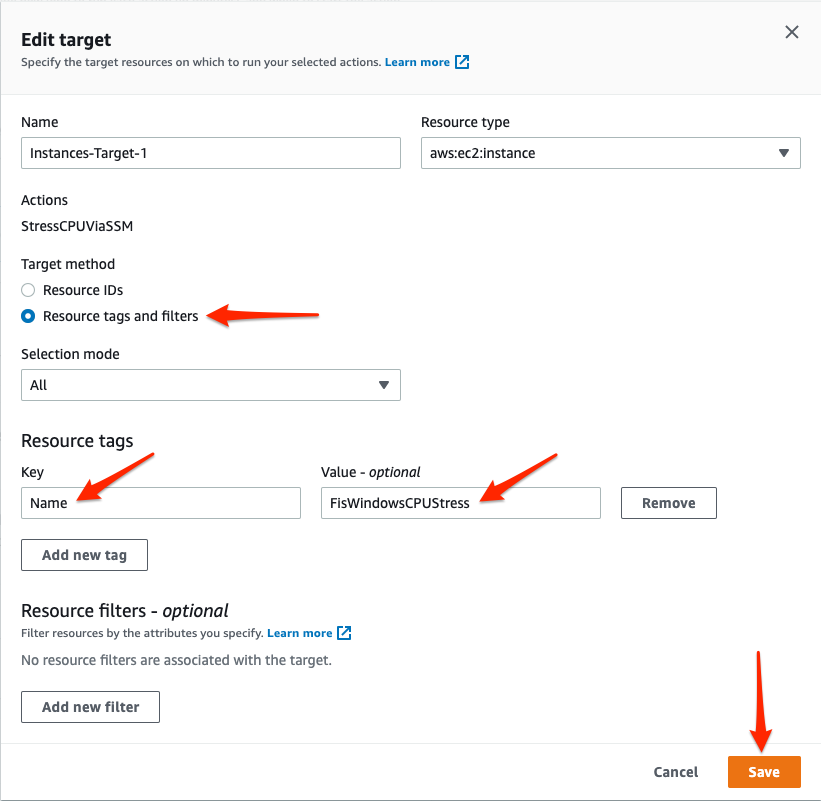 Edit target
Specify the target resources on which to run your selected actions. Learn more
Name
Resource type
Instances-Target-1
aws:ec2:instance
Actions
StressCPUViaSSM
Target method
Resource IDs
Resource tags and filters
Selection mode
All
Resource tags
Key
Value - optional
Name
FisWindowsCPUStress
Remove
Add new tag
Resource filters - optional
Filter resources by the attributes you specify. Learn more
No resource filters are associated with the target.
Add new filter
Cancel
Save